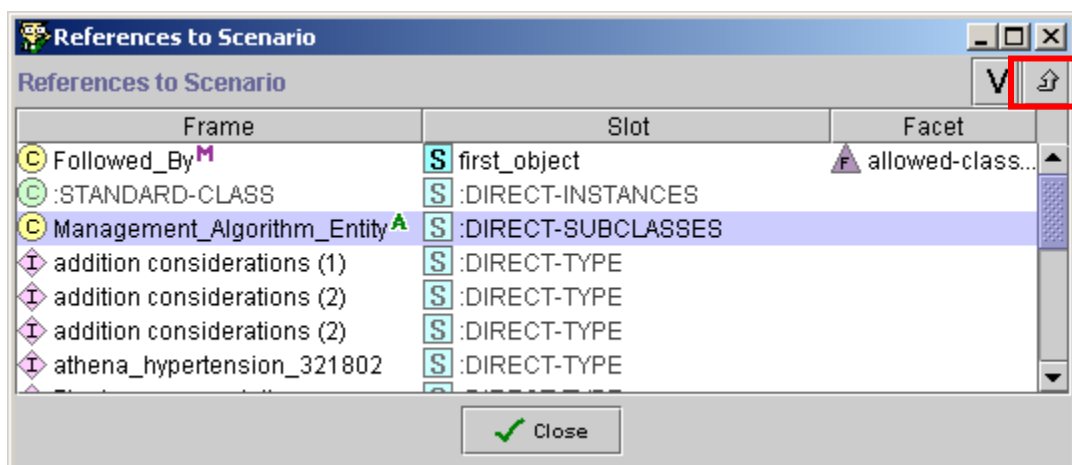 References to Scenario
References to Scenario V
Frame Slot Facet
C Followed_By M S first_object F allowed-class...
C :STANDARD-CLASS S :DIRECT-INSTANCES
C Management_Algorithm_Entity A S :DIRECT-SUBCLASSES
I addition considerations (1) S :DIRECT-TYPE
I addition considerations (2) S :DIRECT-TYPE
I addition considerations (2) S :DIRECT-TYPE
I athena_hypertension_321802 S :DIRECT-TYPE
Close